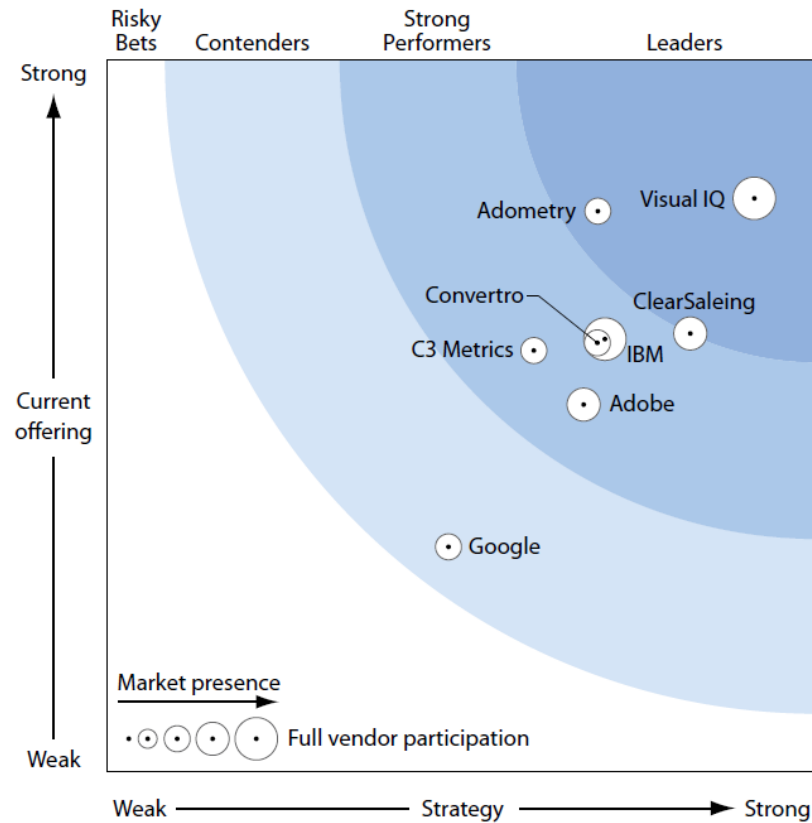 Risky
Bets
Contenders
Strong
Performers
Leaders
Strong
Adometry
Visual IQ
Convertro
ClearSaleing
C3 Metrics
IBM
Current
offering
Adobe
Google
Market presence
Full vendor participation
Weak
Weak
Strategy
Strong